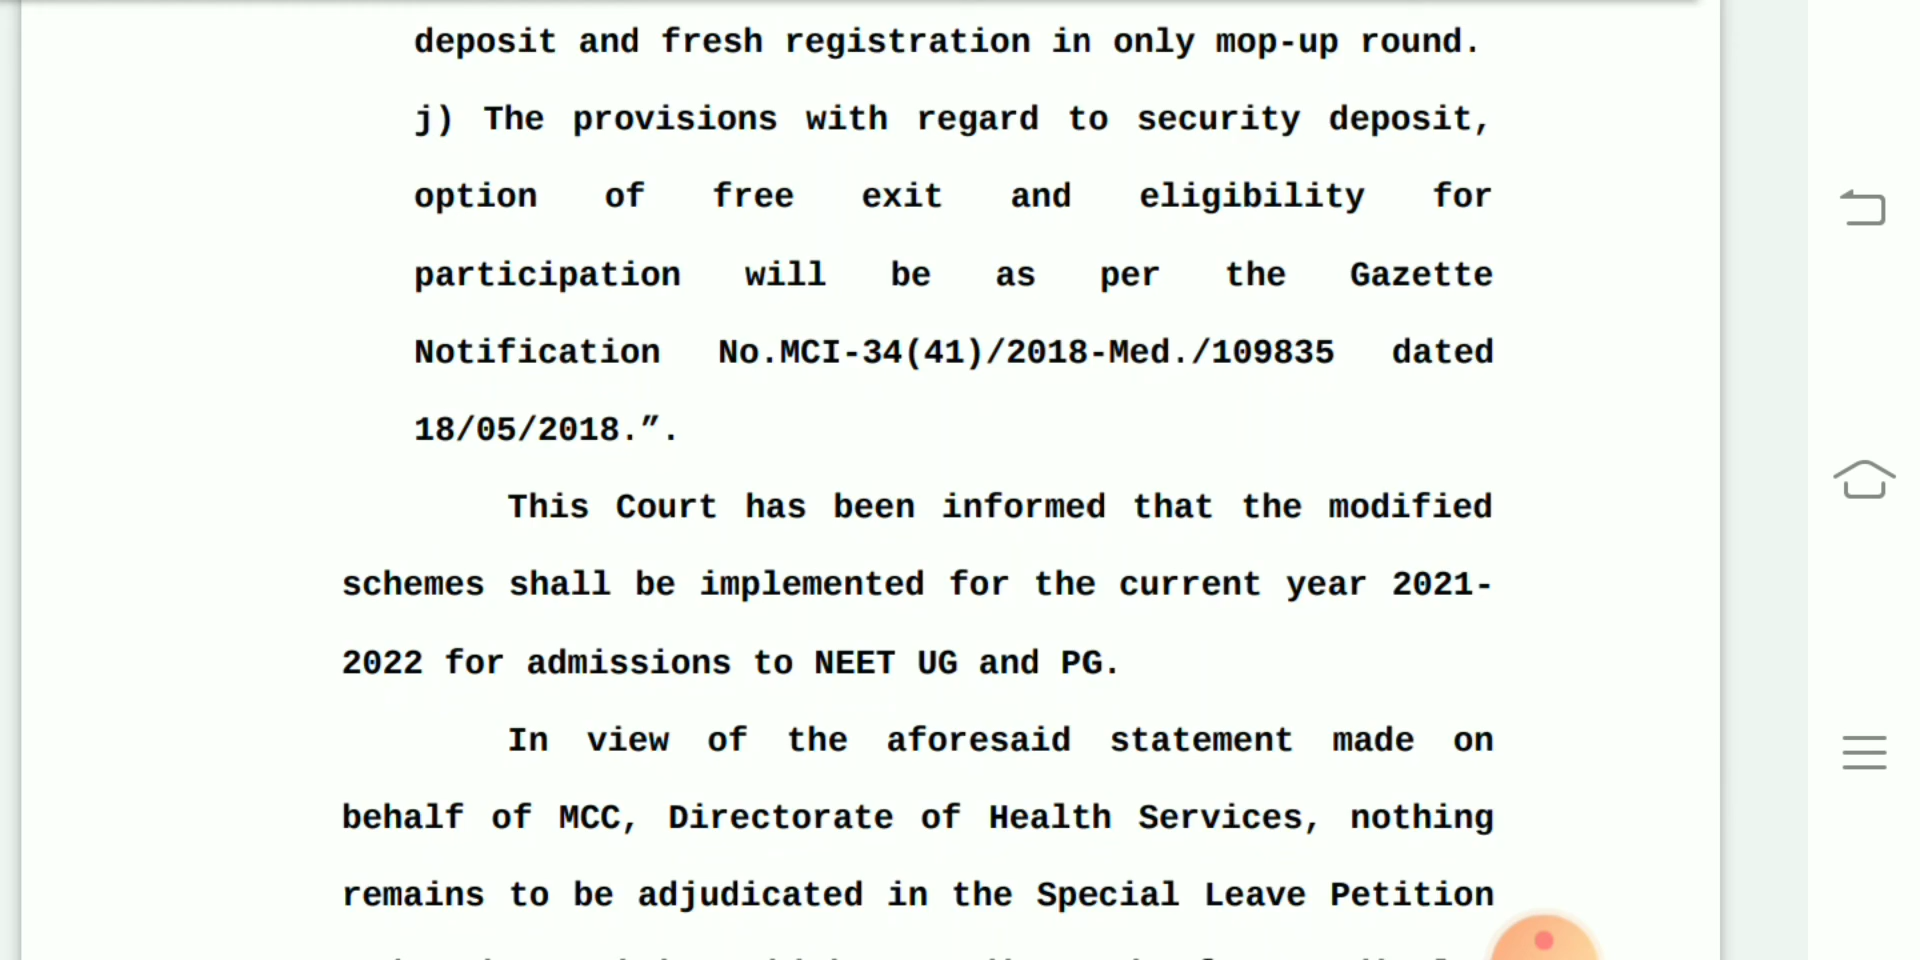 deposit and fresh registration in only mop-up round.
j) The provisions with regard to security deposit,
option of free exit and eligibility for
participation will be as per the Gazette
Notification No.MCI-34(41)/2018-Med./109835 dated
18/05/2018.”.
This Court has been informed that the modified
schemes shall be implemented for the current year 2021-
2022 for admissions to NEET UG and PG.
In view of the aforesaid statement made on
behalf of MCC, Directorate of Health Services, nothing
remains to be adjudicated in the Special Leave Petition